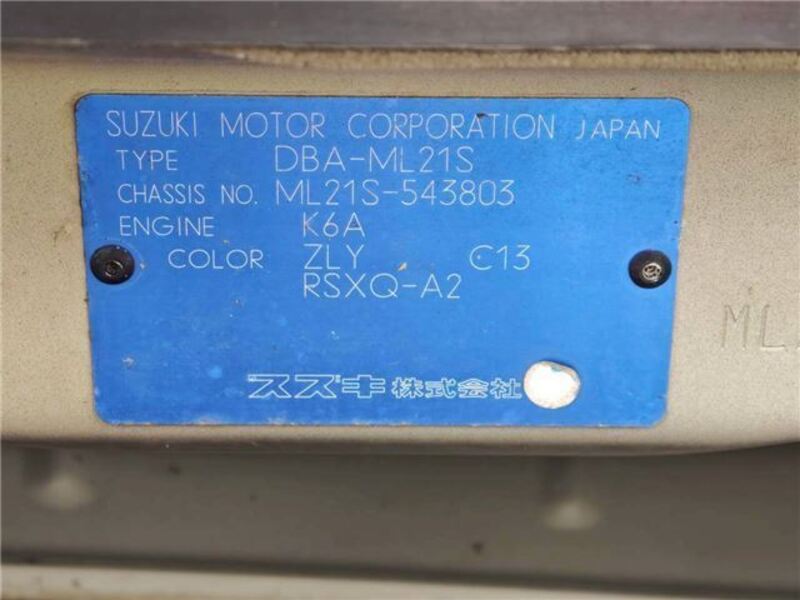 SUZUKI MOTOR CORPORATION JAPAN
TYPE DBA-ML21S
CHASSIS NO. ML21S-543803
ENGINE K6A
COLOR ZLY C13
RSXQ-A2
スズキ株式会社
ML